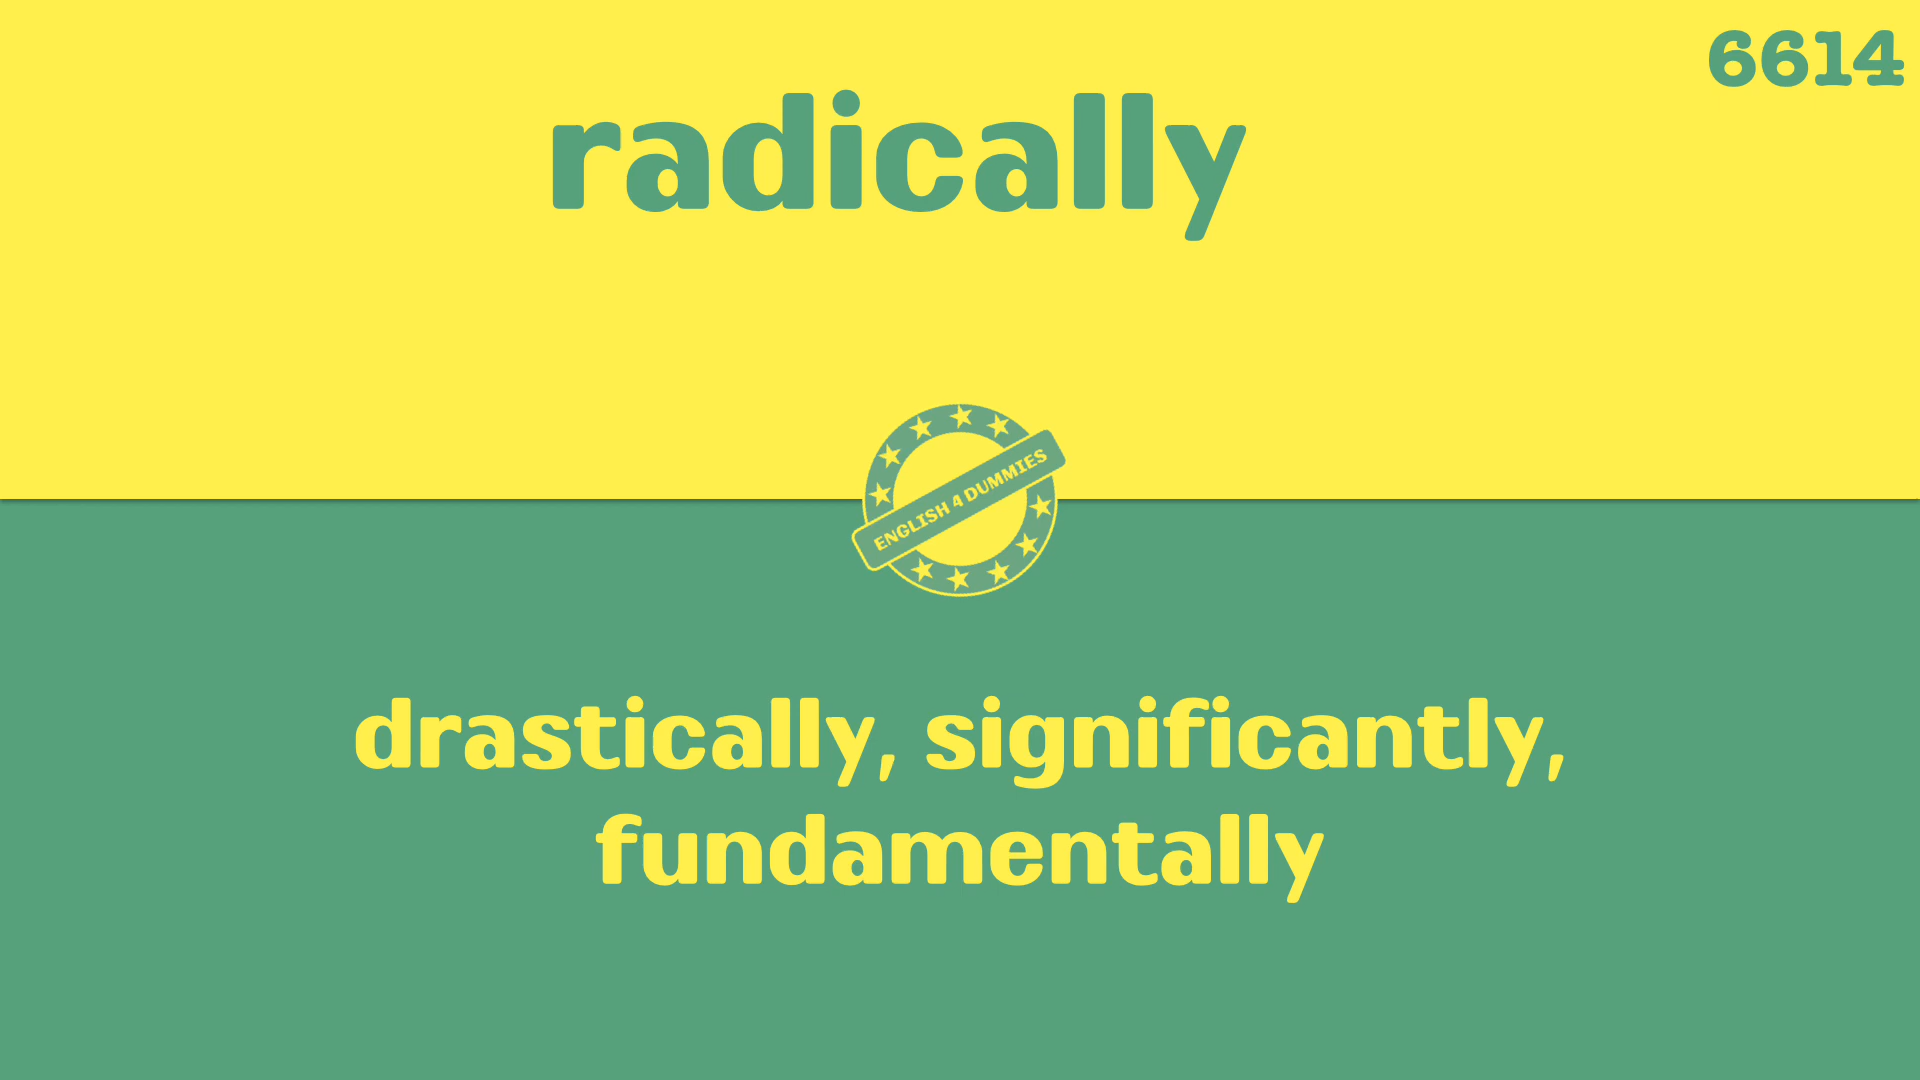 6614
radically
ENGLISH 4 DUMMIES
drastically, significantly,
fundamentally